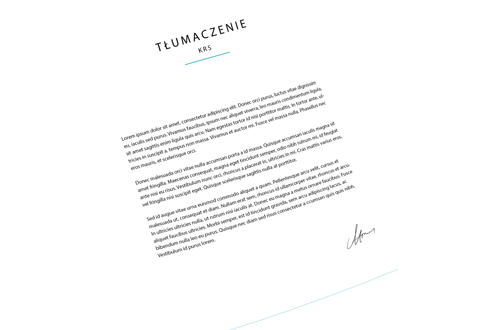 TŁUMACZENIE
KRS
Lorem ipsum dolor sit amet, consectetur adipiscing elit. Donec orci purus, luctus vitae dignissim
eu, iaculis sed purus. Vivamus faucibus, ipsum nec aliquet viverra, leo mauris condimentum ligula,
sit amet sagittis enim ligula quis arcu. Nam egestas tortor id nisi porttitor mattis. In tortor ante, ul-
tricies in suscipit a, tempus non massa. Vivamus et auctor mi. Fusce vel massa nulla. Phasellus nec
eros mauris, at scelerisque orci.
Donec malesuada orci vitae nulla accumsan porta a id massa. Quisque accumsan iaculis magna id
amet fringilla. Maecenas consequat, magna eget tincidunt semper, odio nibh rutrum mi, id feugiat
ante nisi eu risus. Vestibulum nunc orci, rhoncus a placerat in, ultricies in mi. Cras mattis varius eros.
vel fringilla nisi suscipit eget. Quisque scelerisque sagittis nulla at porttitor.
Sed id augue vitae urna euismod commodo aliquet a quam. Pellentesque arcu velit, cursus et
malesuada ut, consequat et diam. Nullam erat sem, rhoncus id ullamcorper vitae, rhoncus et arcu.
In ultricies ultricies nulla, ut rutrum nisi iaculis at. Donec eu magna a metus ornare faucibus. Fusce
aliquet faucibus ultricies. Morbi semper, est id tincidunt gravida, sem arcu adipiscing lacus, ac
bibendum nulla leo eu purus. Quisque nec diam sed risus consectetur a ccumsan quis quis nibh.
Vestibulum id purus lorem.